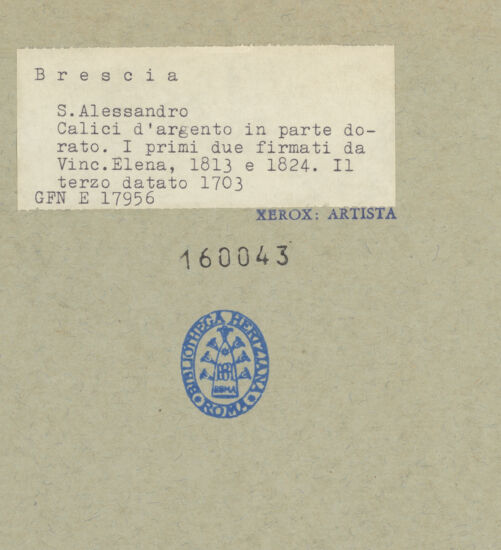 Brescia
S.Alessandro
Calici d'argento in parte do-
rato. I primi due firmati da
Vinc.Elena, 1813 e 1824. Il
terzo datato 1703
GFN E 17956
XEROX: ARTISTA
160043
BIBLIOTHECA HERTZIANA
ROMA